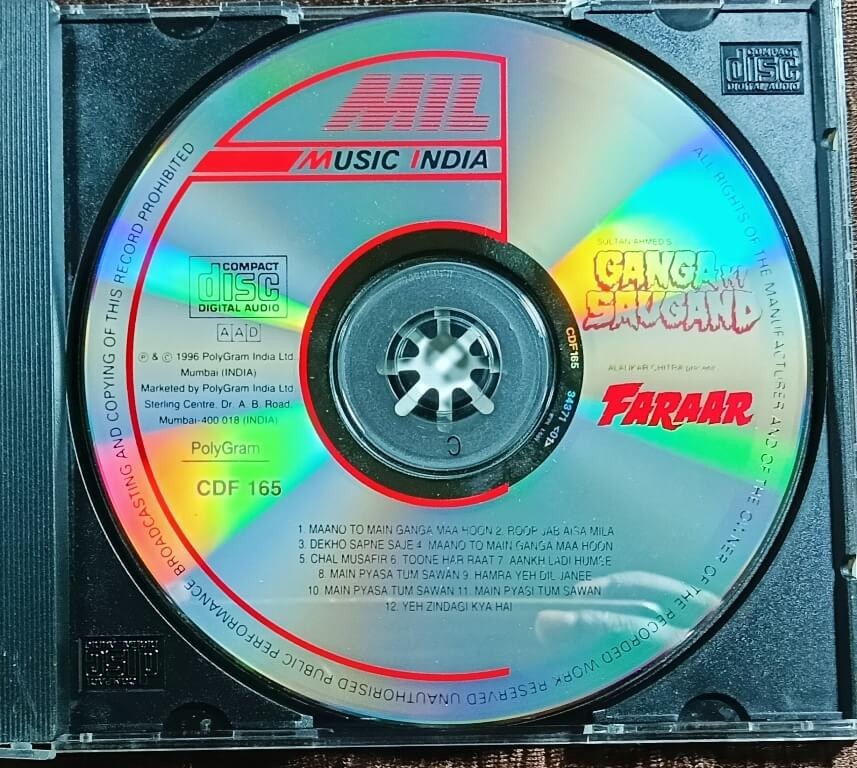 MIL
MUSIC INDIA
COMPACT
disc
DIGITAL AUDIO
COMPACT
disc
DIGITAL AUDIO
AAD
℗ & © 1996 PolyGram India Ltd.
Mumbai (INDIA)
Marketed by PolyGram India Ltd.
Sterling Centre, Dr. A. B. Road,
Mumbai-400 018 (INDIA)
PolyGram
CDF 165
SULTAN AHMED'S
GANGA KI
SAUGAND
ALANKAR CHITRA
FARAAR
CDF165
34371
C
1. MAANO TO MAIN GANGA MAA HOON 2. ROOP JAB AISA MILA
3. DEKHO SAPNE SAJE 4. MAANO TO MAIN GANGA MAA HOON
5. CHAL MUSAFIR 6. TOONE HAR RAAT 7. AANKH LADI HUMSE
8. MAIN PYASA TUM SAWAN 9. HAMRA YEH DIL JANEE
10. MAIN PYASA TUM SAWAN 11. MAIN PYASI TUM SAWAN
12. YEH ZINDAGI KYA HAI
ALL RIGHTS OF THE MANUFACTURER AND OF THE OWNER OF THE RECORDED WORK RESERVED UNAUTHORISED PUBLIC PERFORMANCE BROADCASTING AND COPYING OF THIS RECORD PROHIBITED
disc